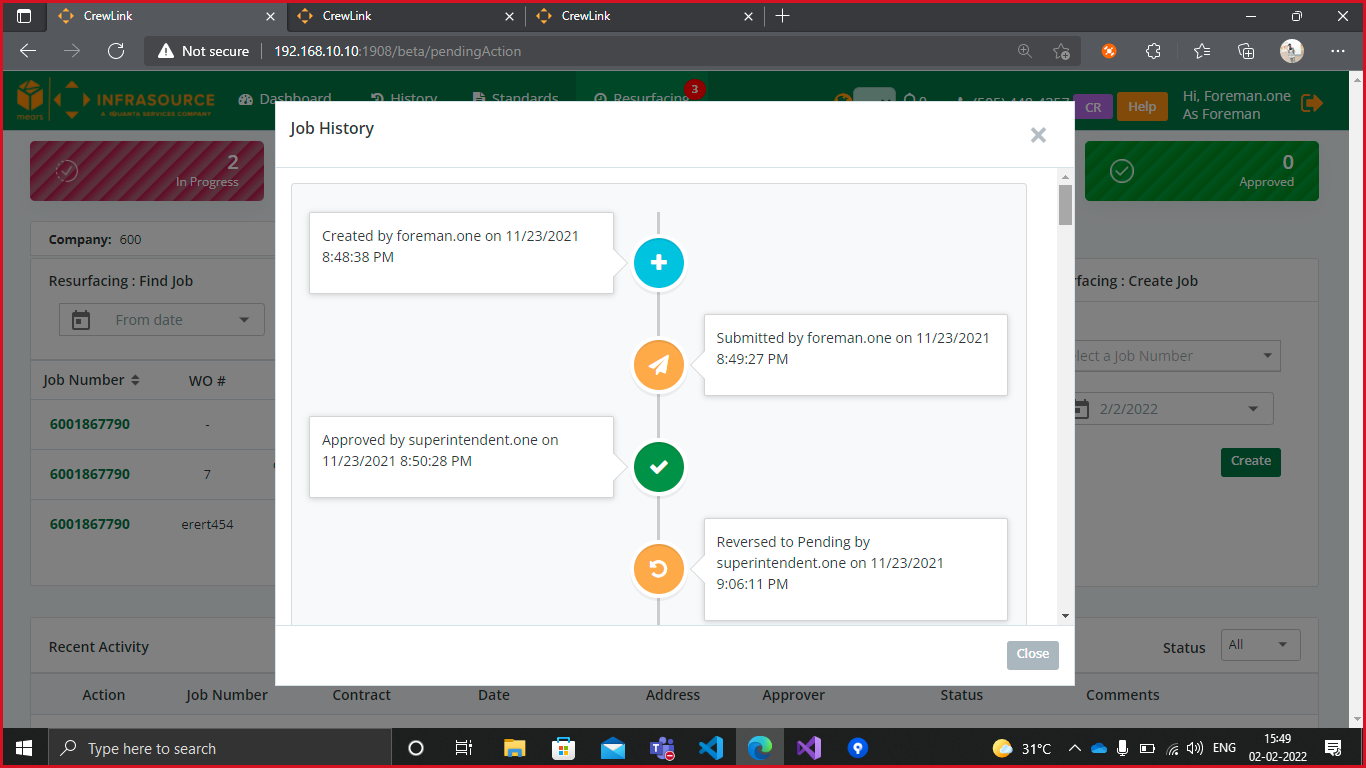 CrewLink
CrewLink
CrewLink
Not secure
192.168.10.10:1908/beta/pendingAction
mears
INFRASOURCE
A QUANTA SERVICES COMPANY
Dashboard
History
Standards
Resurfacing
3
CR
Help
Hi, Foreman.one
As Foreman
2
In Progress
0
Approved
Company: 600
Resurfacing : Find Job
From date
Job Number
WO #
6001867790
-
6001867790
7
6001867790
erert454
Job History
Created by foreman.one on 11/23/2021
8:48:38 PM
Submitted by foreman.one on 11/23/2021
8:49:27 PM
Approved by superintendent.one on
11/23/2021 8:50:28 PM
Reversed to Pending by
superintendent.one on 11/23/2021
9:06:11 PM
Close
facing : Create Job
lect a Job Number
2/2/2022
Create
Recent Activity
Status
All
Action
Job Number
Contract
Date
Address
Approver
Status
Comments
Type here to search
31°C
ENG
15:49
02-02-2022